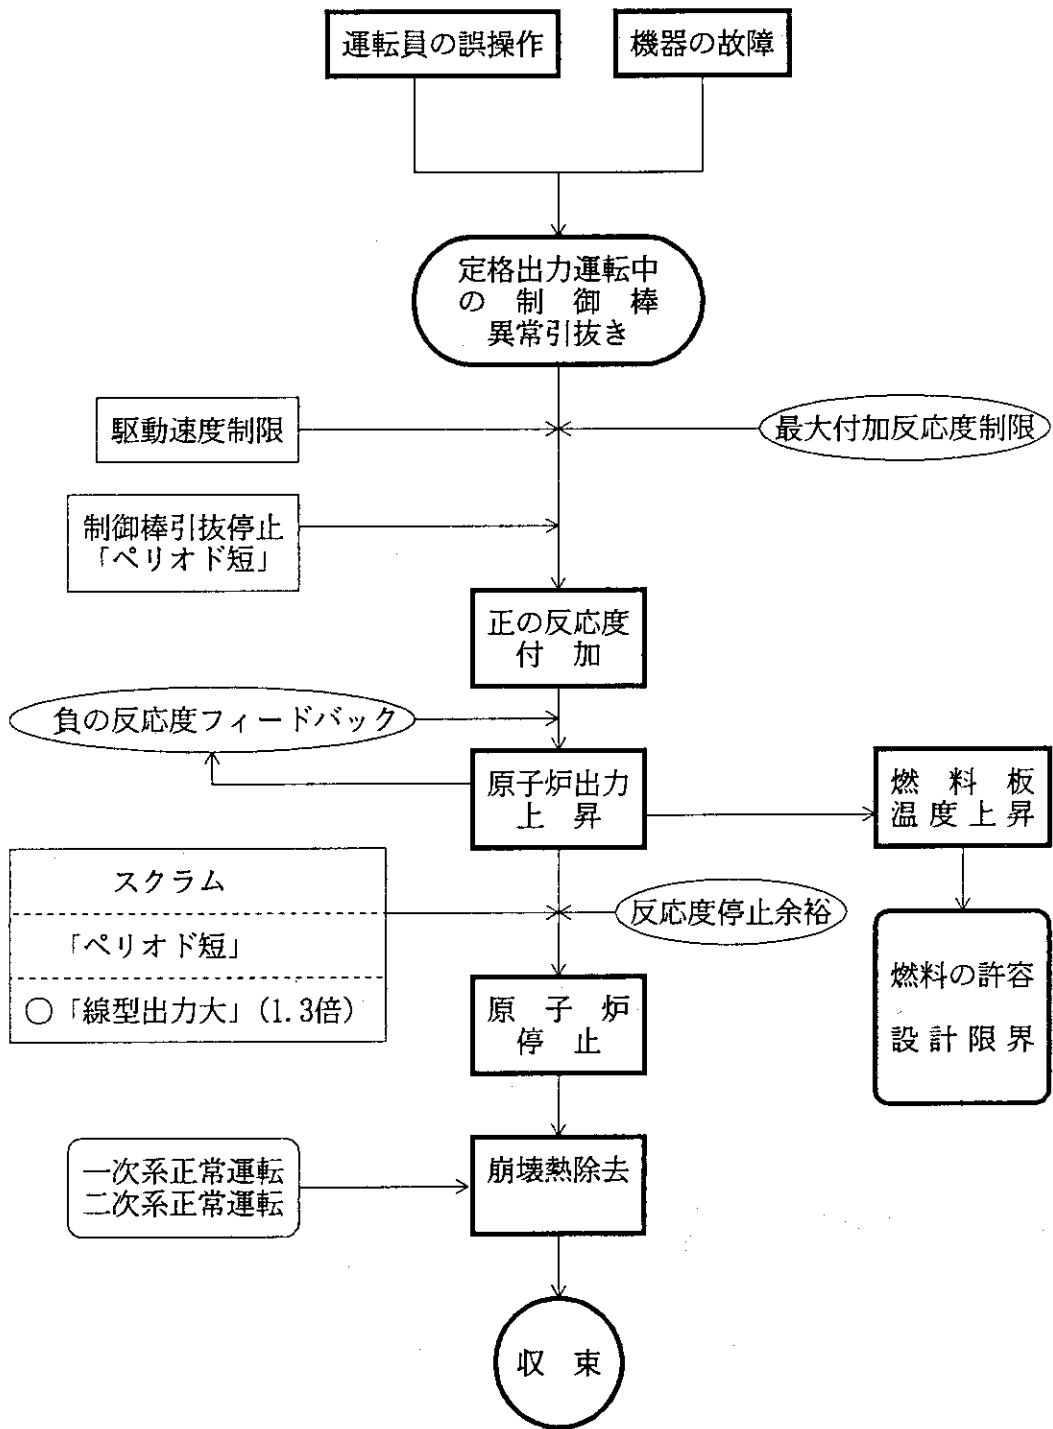 運転員の誤操作
機器の故障
定格出力運転中
の制御棒
異常引抜き
駆動速度制限
最大付加反応度制限
制御棒引抜停止
「ペリオド短」
正の反応度
付加
負の反応度フィードバック
原子炉出力
上昇
燃料板
温度上昇
スクラム
「ペリオド短」
○「線型出力大」(1.3倍)
反応度停止余裕
燃料の許容
設計限界
原子炉
停止
一次系正常運転
二次系正常運転
崩壊熱除去
収束